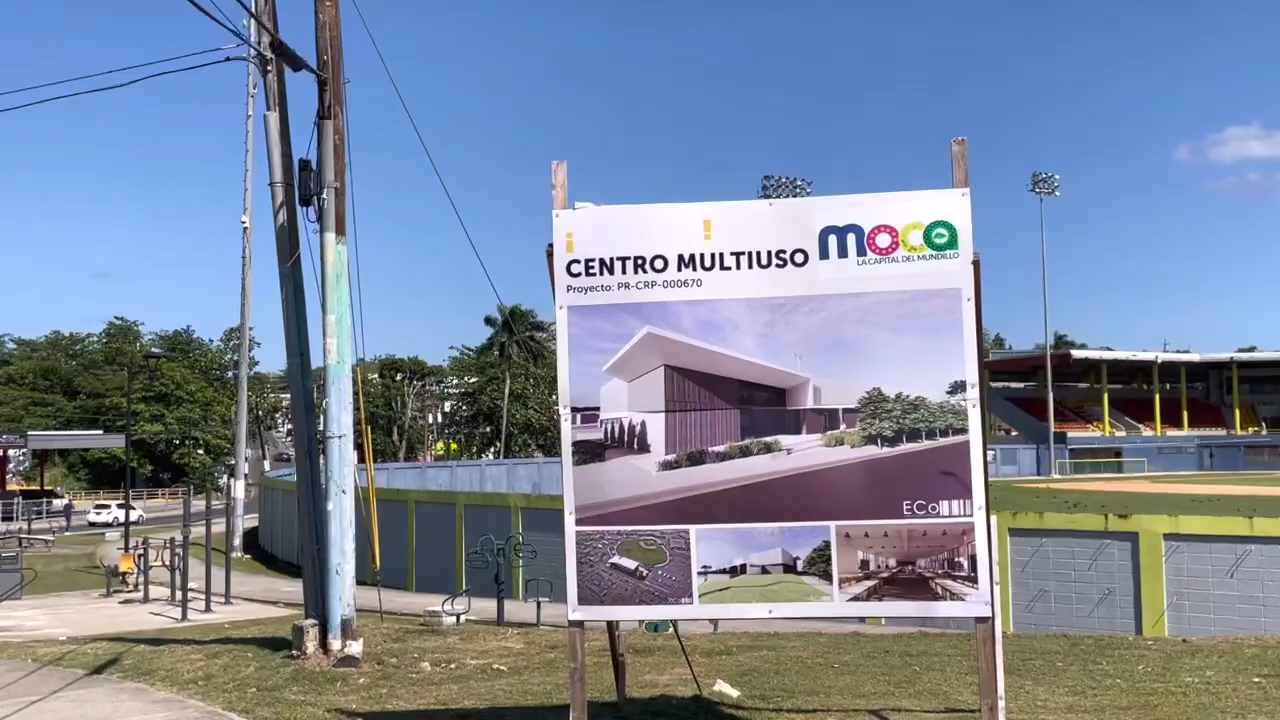 ¡ !
CENTRO MULTIUSO
Proyecto: PR-CRP-000670
moca
LA CAPITAL DEL MUNDILLO
ECo